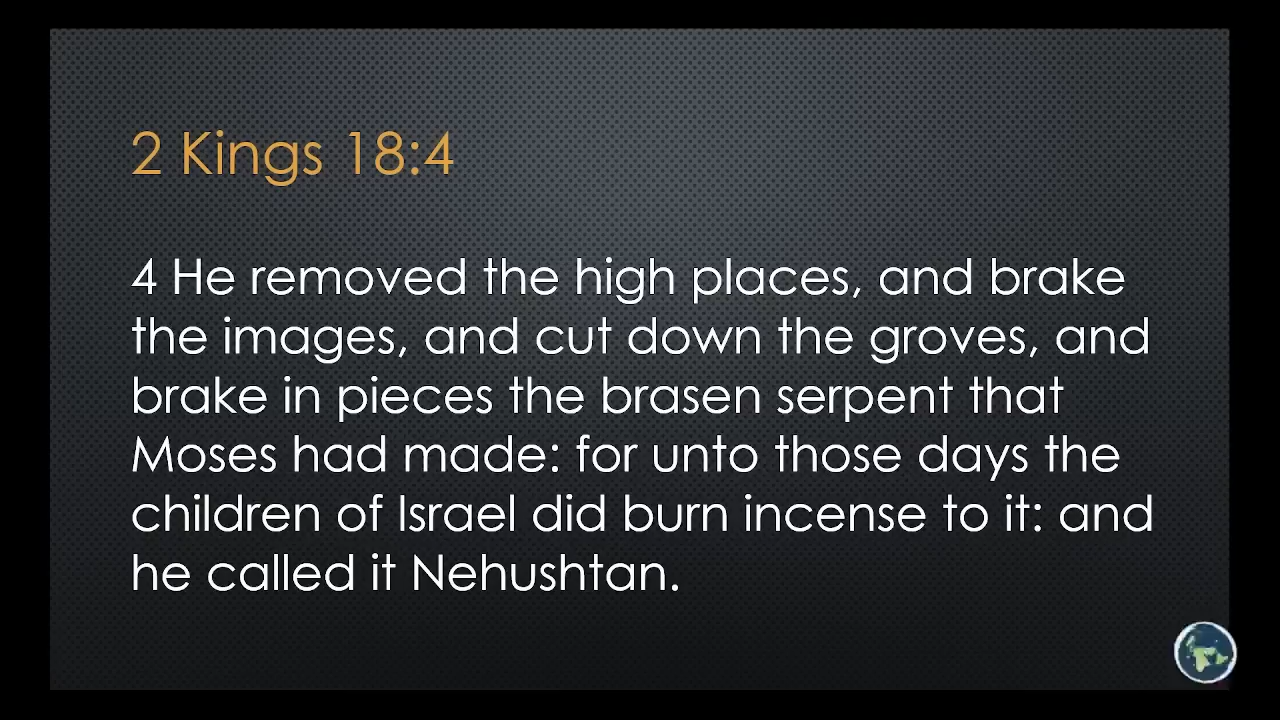 2 Kings 18:4
4 He removed the high places, and brake
the images, and cut down the groves, and
brake in pieces the brasen serpent that
Moses had made: for unto those days the
children of Israel did burn incense to it: and
he called it Nehushtan.